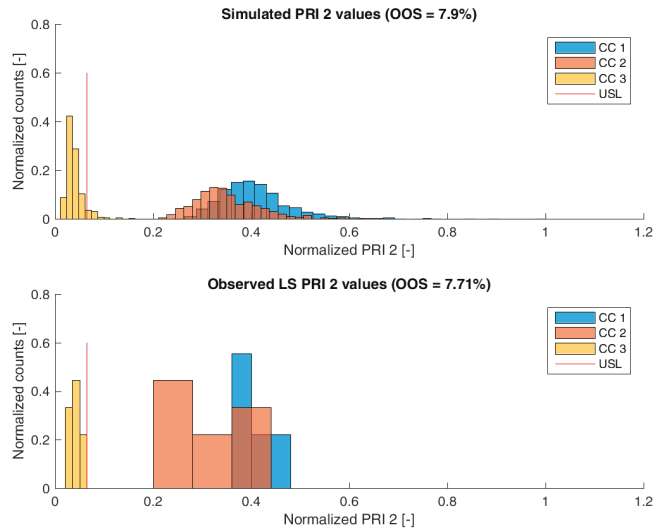 Simulated PRI 2 values (OOS = 7.9%)
Normalized counts [-]
0.8
0.6
0.4
0.2
0
0
0.2
0.4
0.6
0.8
1
1.2
Normalized PRI 2 [-]
CC 1
CC 2
CC 3
USL
Observed LS PRI 2 values (OOS = 7.71%)
Normalized counts [-]
0.8
0.6
0.4
0.2
0
0
0.2
0.4
0.6
0.8
1
1.2
Normalized PRI 2 [-]
CC 1
CC 2
CC 3
USL